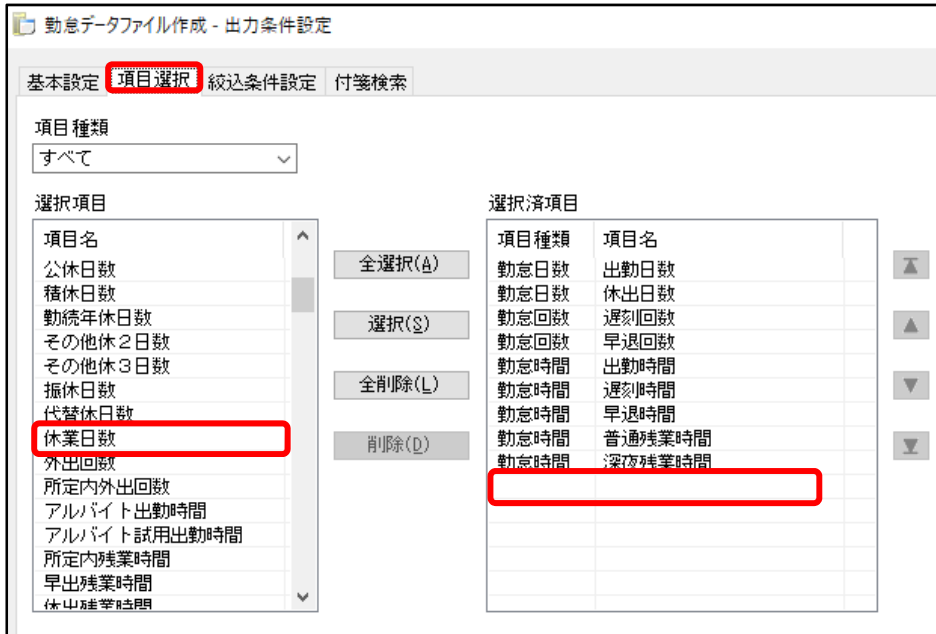 勤怠データファイル作成 - 出力条件設定
基本設定 項目選択 絞込条件設定 付箋検索
項目種類
すべて
選択項目
項目名
公休日数
積休日数
勤続年休日数
その他休2日数
その他休3日数
振休日数
代替休日数
休業日数
外出回数
所定内外出回数
アルバイト出勤時間
アルバイト試用出勤時間
所定内残業時間
早出残業時間
休出残業時間
全選択(A)
選択(S)
全削除(L)
削除(D)
選択済項目
項目種類 項目名
勤怠日数 出勤日数
勤怠日数 休出日数
勤怠回数 遅刻回数
勤怠回数 早退回数
勤怠時間 出勤時間
勤怠時間 遅刻時間
勤怠時間 早退時間
勤怠時間 普通残業時間
勤怠時間 深夜残業時間